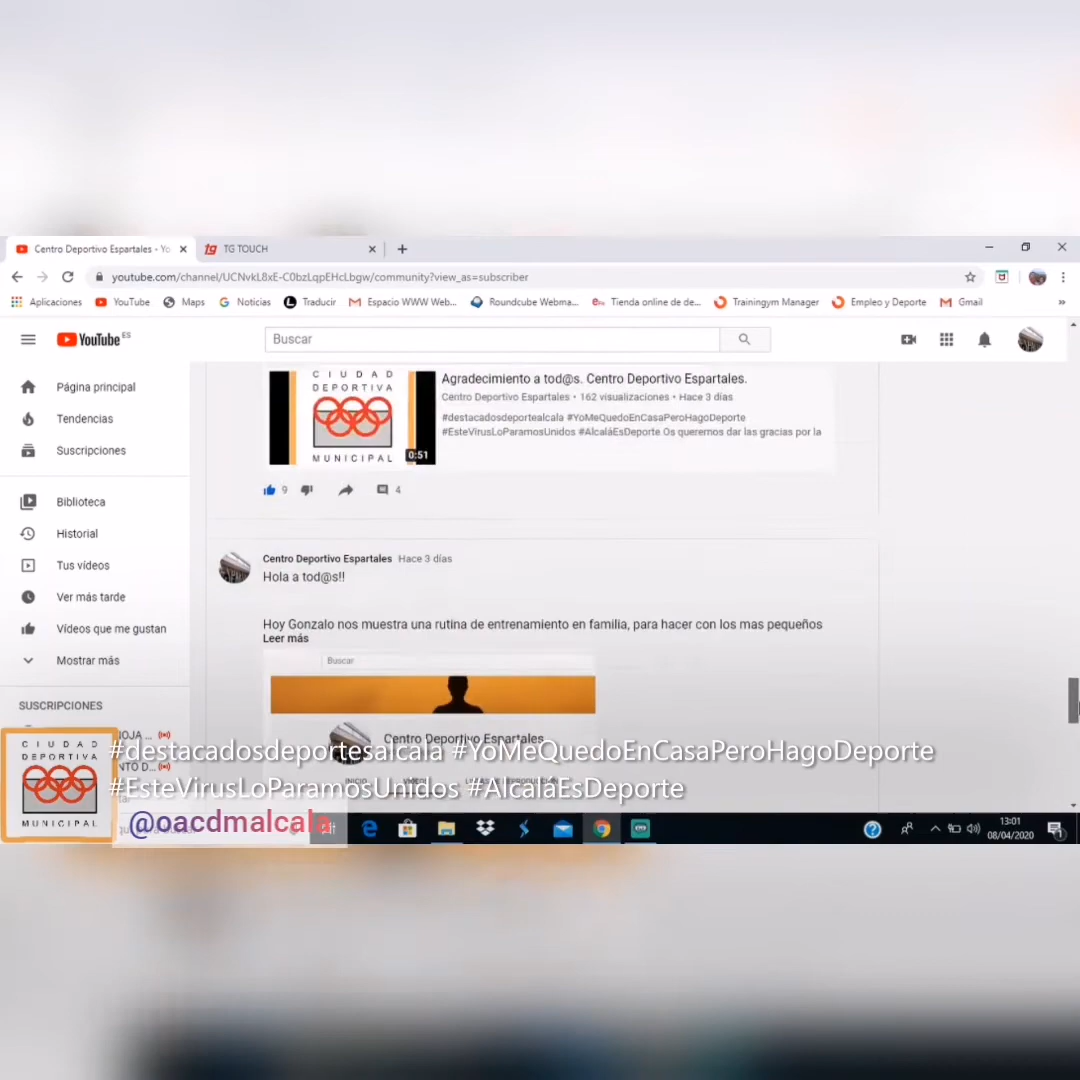 Centro Deportivo Espartales - Yo
TG TOUCH
youtube.com/channel/UCNvkL8xE-C0bzLqpEHcLbgw/community?view_as=subscriber
Aplicaciones
YouTube
Maps
Noticias
Traducir
Espacio WWW Web...
Roundcube Webma...
Tienda online de de...
Trainingym Manager
Empleo y Deporte
Gmail
»
YouTube ES
Buscar
Página principal
Tendencias
Suscripciones
Biblioteca
Historial
Tus vídeos
Ver más tarde
Vídeos que me gustan
Mostrar más
SUSCRIPCIONES
CIUDAD
DEPORTIVA
MUNICIPAL
0:51
Agradecimiento a tod@s. Centro Deportivo Espartales.
Centro Deportivo Espartales • 162 visualizaciones • Hace 3 días
#destacadosdeportealcala #YoMeQuedoEnCasaPeroHagoDeporte
#EsteVirusLoParamosUnidos #AlcaláEsDeporte Os queremos dar las gracias por la
9
4
Centro Deportivo Espartales Hace 3 días
Hola a tod@s!!
Hoy Gonzalo nos muestra una rutina de entrenamiento en familia, para hacer con los mas pequeños
Leer más
Buscar
Centro Deportivo Espartales
CIUDAD
DEPORTIVA
MUNICIPAL
#destacadosdeportesalcala #YoMeQuedoEnCasaPeroHagoDeporte
#EsteVirusLoParamosUnidos #AlcalaEsDeporte
@oacdmalcala
13:01
08/04/2020